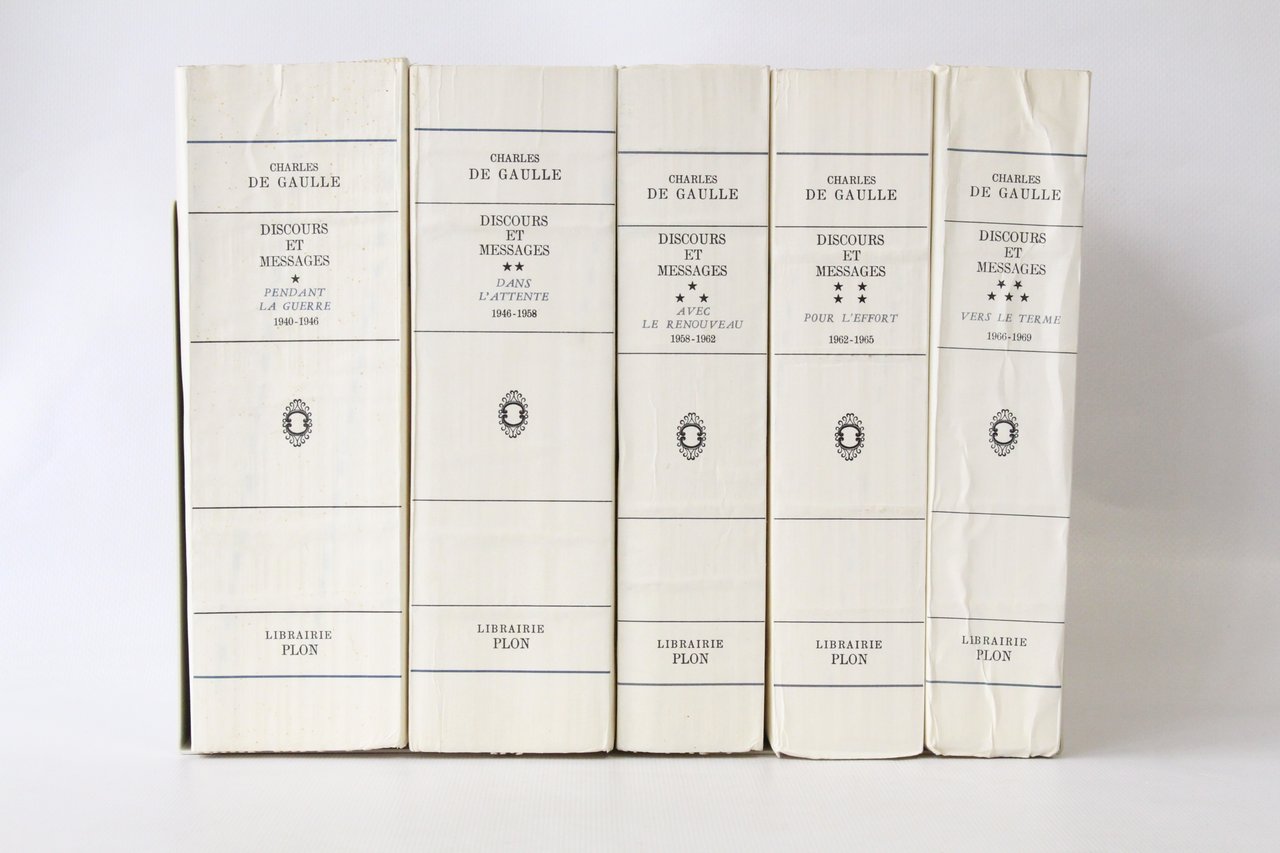 CHARLES
DE GAULLE
DISCOURS
ET
MESSAGES
★
PENDANT
LA GUERRE
1940-1946
LIBRAIRIE
PLON
CHARLES
DE GAULLE
DISCOURS
ET
MESSAGES
★★
DANS
L'ATTENTE
1946-1958
LIBRAIRIE
PLON
CHARLES
DE GAULLE
DISCOURS
ET
MESSAGES
★
★ ★
AVEC
LE RENOUVEAU
1958-1962
LIBRAIRIE
PLON
CHARLES
DE GAULLE
DISCOURS
ET
MESSAGES
★ ★
★ ★
POUR L'EFFORT
1962-1965
LIBRAIRIE
PLON
CHARLES
DE GAULLE
DISCOURS
ET
MESSAGES
★ ★
★ ★ ★
VERS LE TERME
1966-1969
LIBRAIRIE
PLON